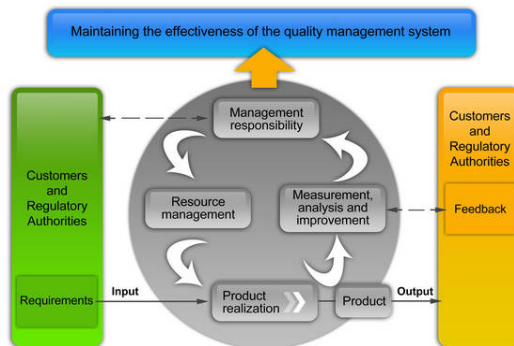 Maintaining the effectiveness of the quality management system
Management
responsibility
Customers
and
Regulatory
Authorities
Customers
and
Regulatory
Authorities
Resource
management
Measurement,
analysis and
improvement
Feedback
Requirements
Input
Product
realization
Product
Output